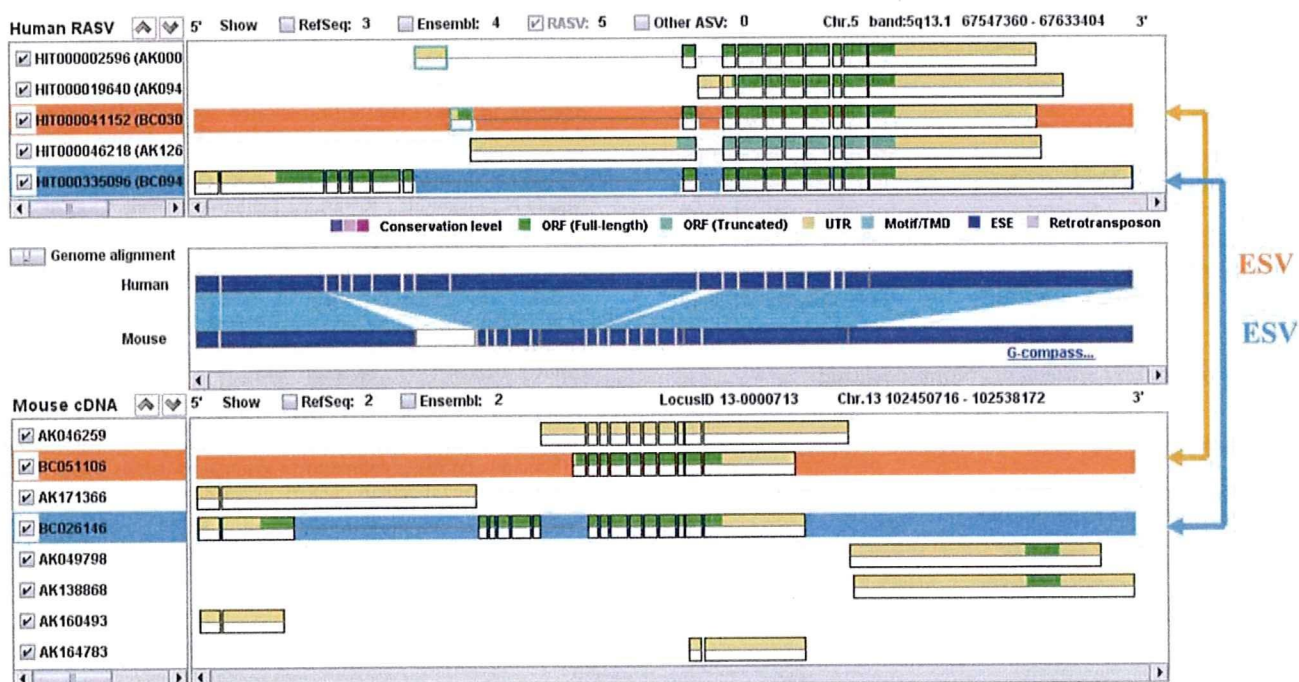 Human RASV 5' Show RefSeq: 3 Ensembl: 4 RASV: 5 Other ASV: 0 Chr.5 band:5q13.1 67547360 - 67633404 3'
HIT000002596 (AK000
HIT000019640 (AK094
HIT000041152 (BC030
HIT000046218 (AK126
HIT000335096 (BC094
Conservation level ORF (Full-length) ORF (Truncated) UTR Motif/TMD ESE Retrotransposon
Genome alignment
Human
Mouse
G-compass...
ESV
ESV
Mouse cDNA 5' Show RefSeq: 2 Ensembl: 2 LocusID 13-0000713 Chr.13 102450716 - 102538172 3'
AK046259
BC051106
AK171366
BC026146
AK049798
AK138868
AK160493
AK164783